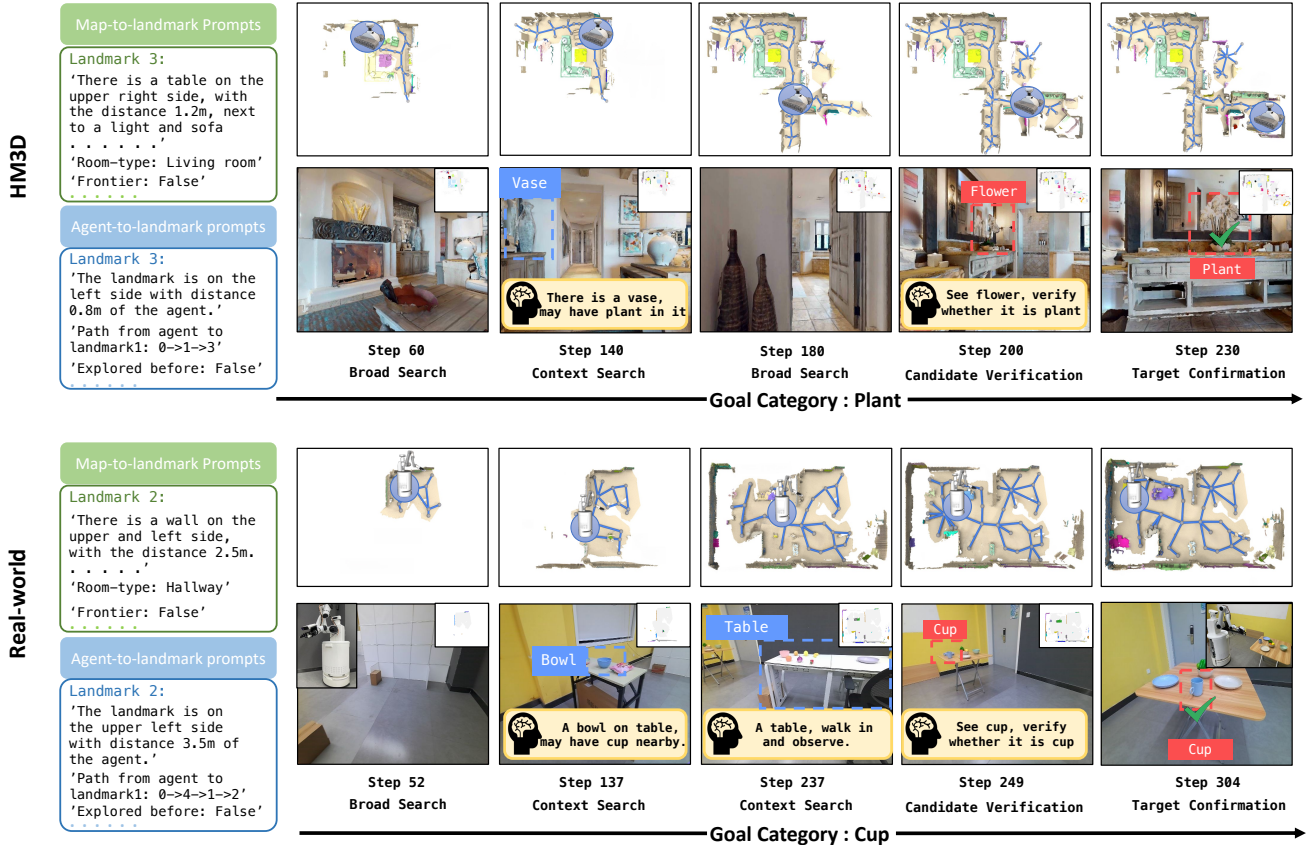 HM3D
Map-to-landmark Prompts
Landmark 3:
‘There is a table on the
upper right side, with
the distance 1.2m, next
to a light and sofa
. . . . . .’
‘Room-type: Living room’
‘Frontier: False’
. . . . . .
Agent-to-landmark prompts
Landmark 3:
’The landmark is on the
left side with distance
0.8m of the agent.’
’Path from agent to
landmark1: 0->1->3’
’Explored before: False’
. . . . . .
Vase
There is a vase,
may have plant in it
Flower
See flower, verify
whether it is plant
Plant
Step 60
Broad Search
Step 140
Context Search
Step 180
Broad Search
Step 200
Candidate Verification
Step 230
Target Confirmation
Goal Category : Plant
Real-world
Map-to-landmark Prompts
Landmark 2:
‘There is a wall on the
upper and left side,
with the distance 2.5m.
. . . . .’
‘Room-type: Hallway’
‘Frontier: False’
. . . . . .
Agent-to-landmark prompts
Landmark 2:
’The landmark is on
the upper left side
with distance 3.5m of
the agent.’
’Path from agent to
landmark1: 0->4->1->2’
’Explored before: False’
. . . . . .
Bowl
A bowl on table,
may have cup nearby.
Table
A table, walk in
and observe.
Cup
See cup, verify
whether it is cup
Cup
Step 52
Broad Search
Step 137
Context Search
Step 237
Context Search
Step 249
Candidate Verification
Step 304
Target Confirmation
Goal Category : Cup